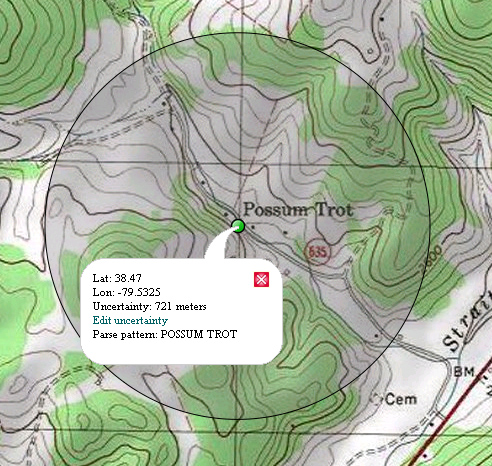 Possum Trot
635
Lat: 38.47
Lon: -79.5325
Uncertainty: 721 meters
Edit uncertainty
Parse pattern: POSSUM TROT
BM
Cem